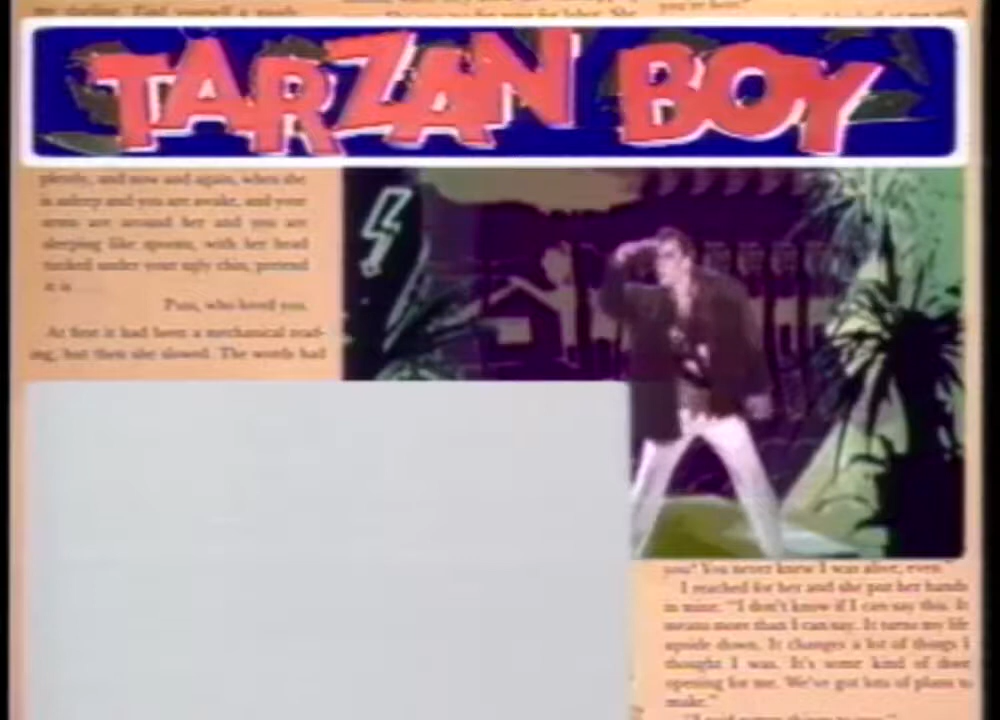 TARZAN BOY
plenty, and now and again, when she
is asleep and you are awake, and your
arms are around her and you are
sleeping like spoons, with her head
tucked under your ugly chin, pretend
it is
Puss, who loved you.
At first it had been a mechanical read-
ing, but then she slowed. The words had
you? You never knew I was alive, even."
I reached for her and she put her hands
in mine. "I don't know if I can say this. It
means more than I can say. It turns my life
upside down. It changes a lot of things I
thought I was. It's some kind of door
opening for me. We've got lots of plans to
make."